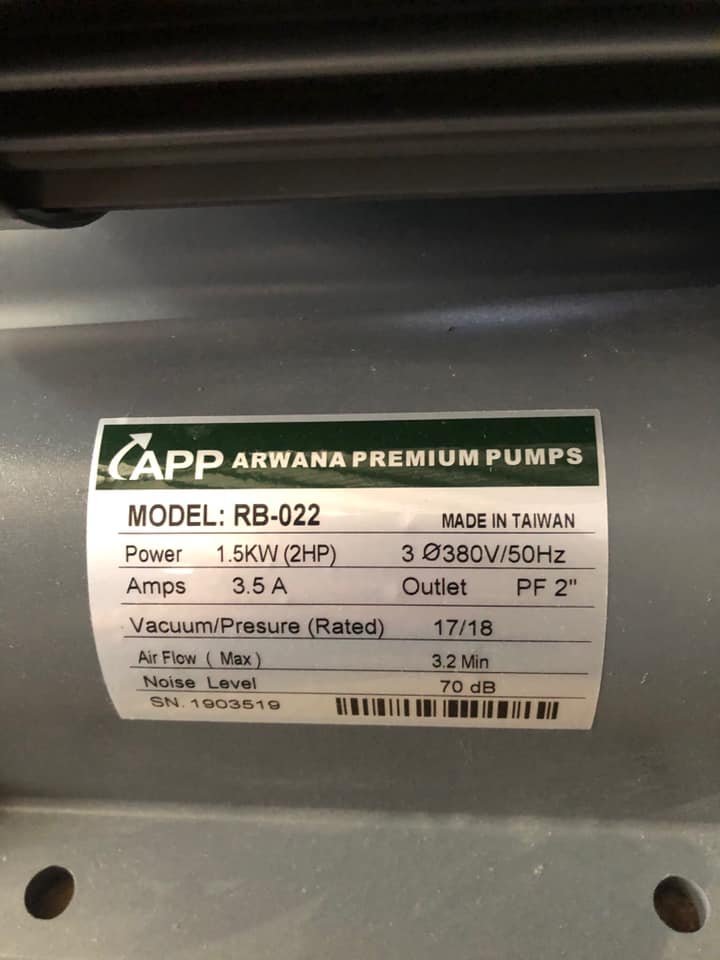 APP ARWANA PREMIUM PUMPS
MODEL: RB-022 MADE IN TAIWAN
Power 1.5KW (2HP) 3 Ø380V/50Hz
Amps 3.5 A Outlet PF 2"
Vacuum/Presure (Rated) 17/18
Air Flow ( Max ) 3.2 Min
Noise Level 70 dB
SN. 1903519